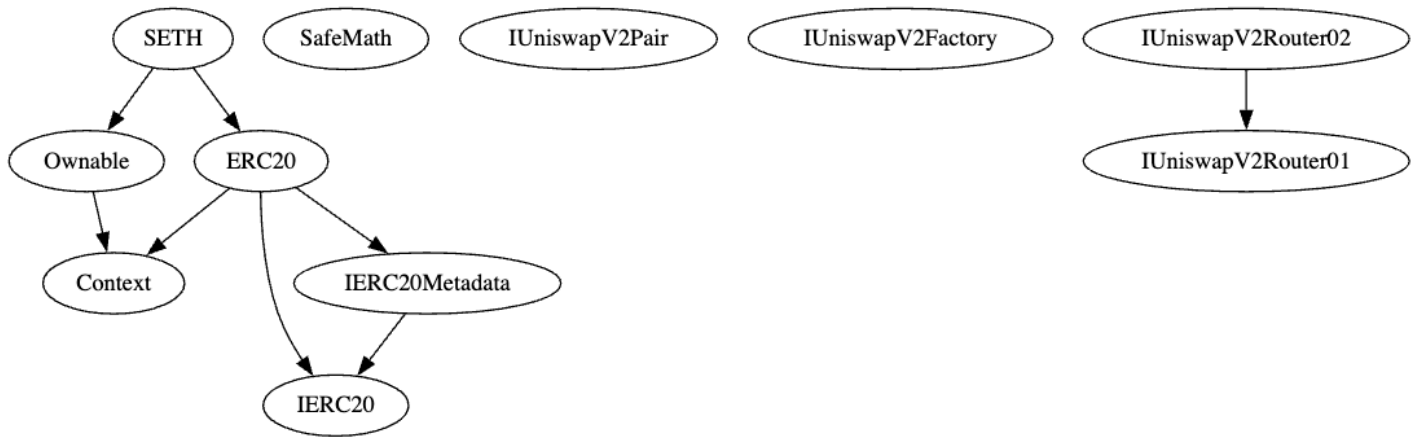 SETH
SafeMath
IUniswapV2Pair
IUniswapV2Factory
IUniswapV2Router02
Ownable
ERC20
IUniswapV2Router01
Context
IERC20Metadata
IERC20